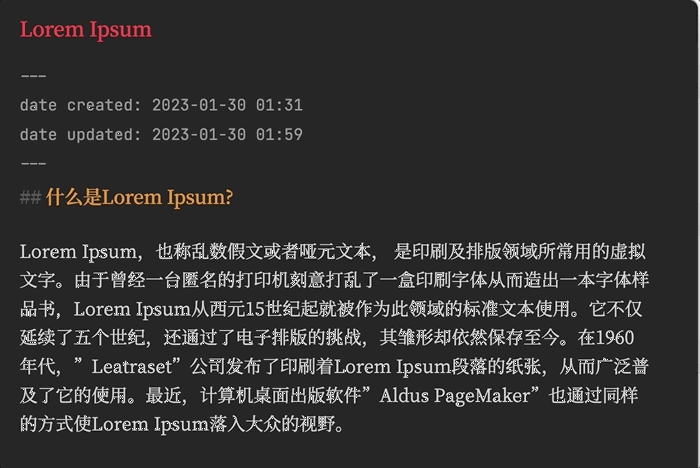 Lorem Ipsum
---
date created: 2023-01-30 01:31
date updated: 2023-01-30 01:59
---
## 什么是Lorem Ipsum?
Lorem Ipsum，也称乱数假文或者哑元文本， 是印刷及排版领域所常用的虚拟
文字。由于曾经一台匿名的打印机刻意打乱了一盒印刷字体从而造出一本字体样
品书，Lorem Ipsum从西元15世纪起就被作为此领域的标准文本使用。它不仅
延续了五个世纪，还通过了电子排版的挑战，其雏形却依然保存至今。在1960
年代，”Leatraset”公司发布了印刷着Lorem Ipsum段落的纸张，从而广泛普
及了它的使用。最近，计算机桌面出版软件”Aldus PageMaker”也通过同样
的方式使Lorem Ipsum落入大众的视野。